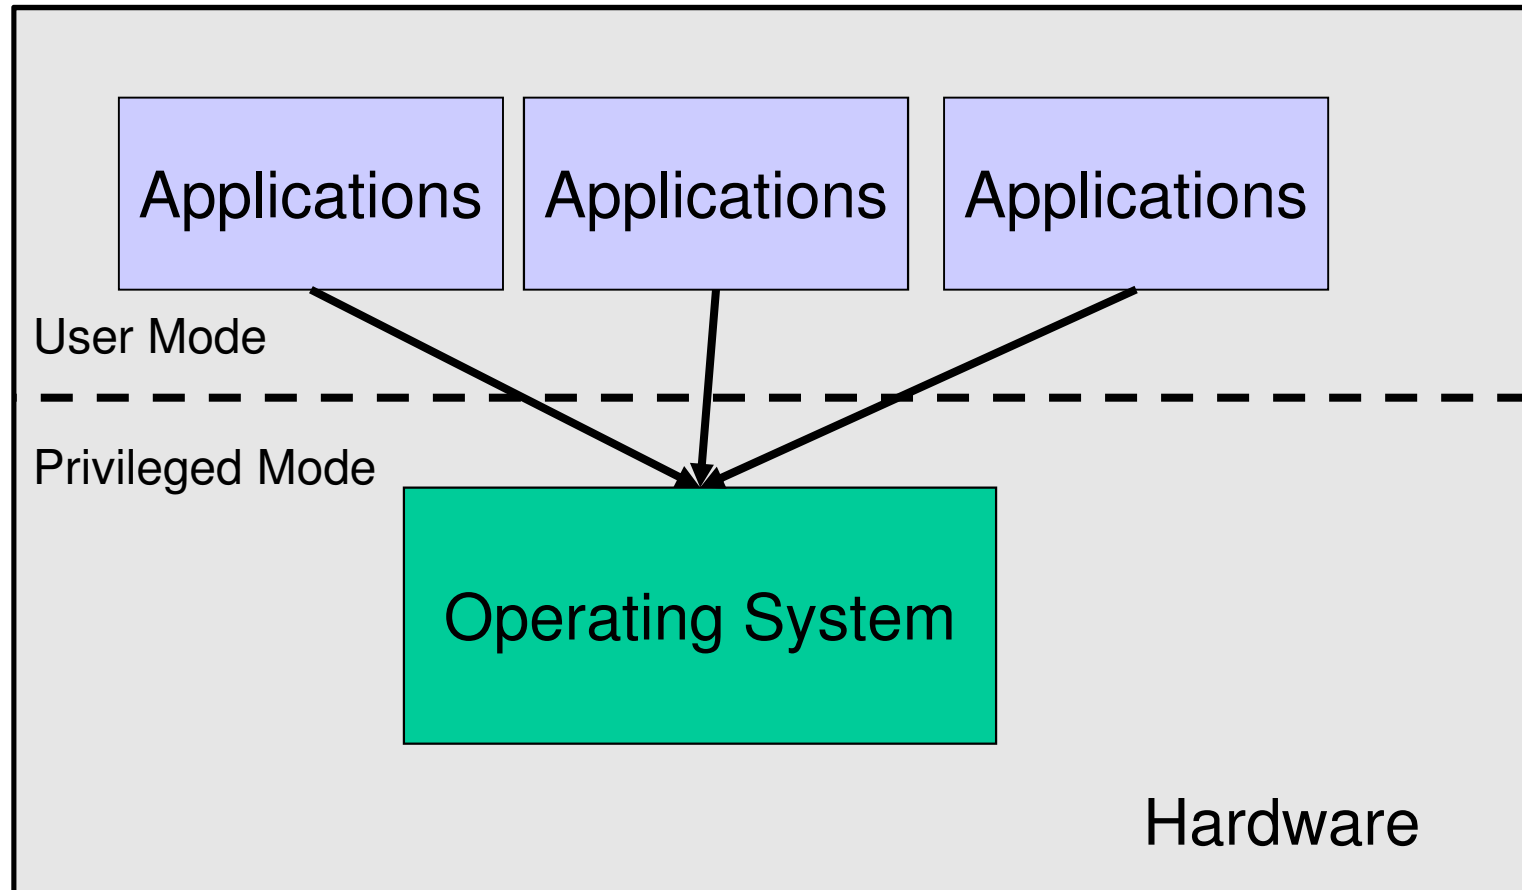 Applications
Applications
Applications
User Mode
Privileged Mode
Operating System
Hardware